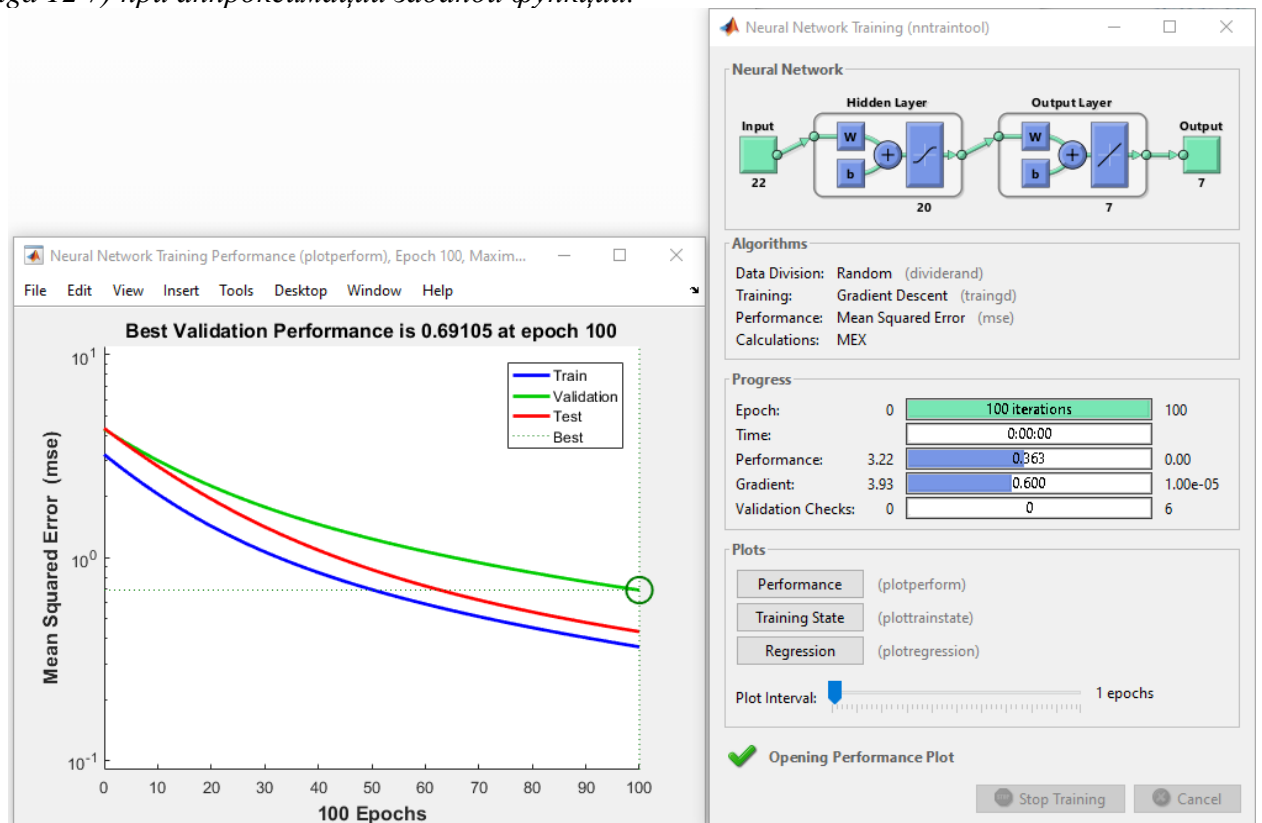 при аппроксимации заданной функции.
Neural Network Training (nntraintool)
Neural Network
Hidden Layer
Output Layer
Input
Output
W
b
+
W
b
+
22
20
7
7
Algorithms
Data Division: Random (dividerand)
Training: Gradient Descent (traingd)
Performance: Mean Squared Error (mse)
Calculations: MEX
Progress
Epoch: 0 100 iterations 100
Time: 0:00:00
Performance: 3.22 0.363 0.00
Gradient: 3.93 0.600 1.00e-05
Validation Checks: 0 0 6
Plots
Performance (plotperform)
Training State (plottrainstate)
Regression (plotregression)
Plot Interval: 1 epochs
Opening Performance Plot
Stop Training Cancel
Neural Network Training Performance (plotperform), Epoch 100, Maxim...
File Edit View Insert Tools Desktop Window Help
Best Validation Performance is 0.69105 at epoch 100
Train
Validation
Test
Best
Mean Squared Error (mse)
10^1
10^0
10^-1
0 10 20 30 40 50 60 70 80 90 100
100 Epochs